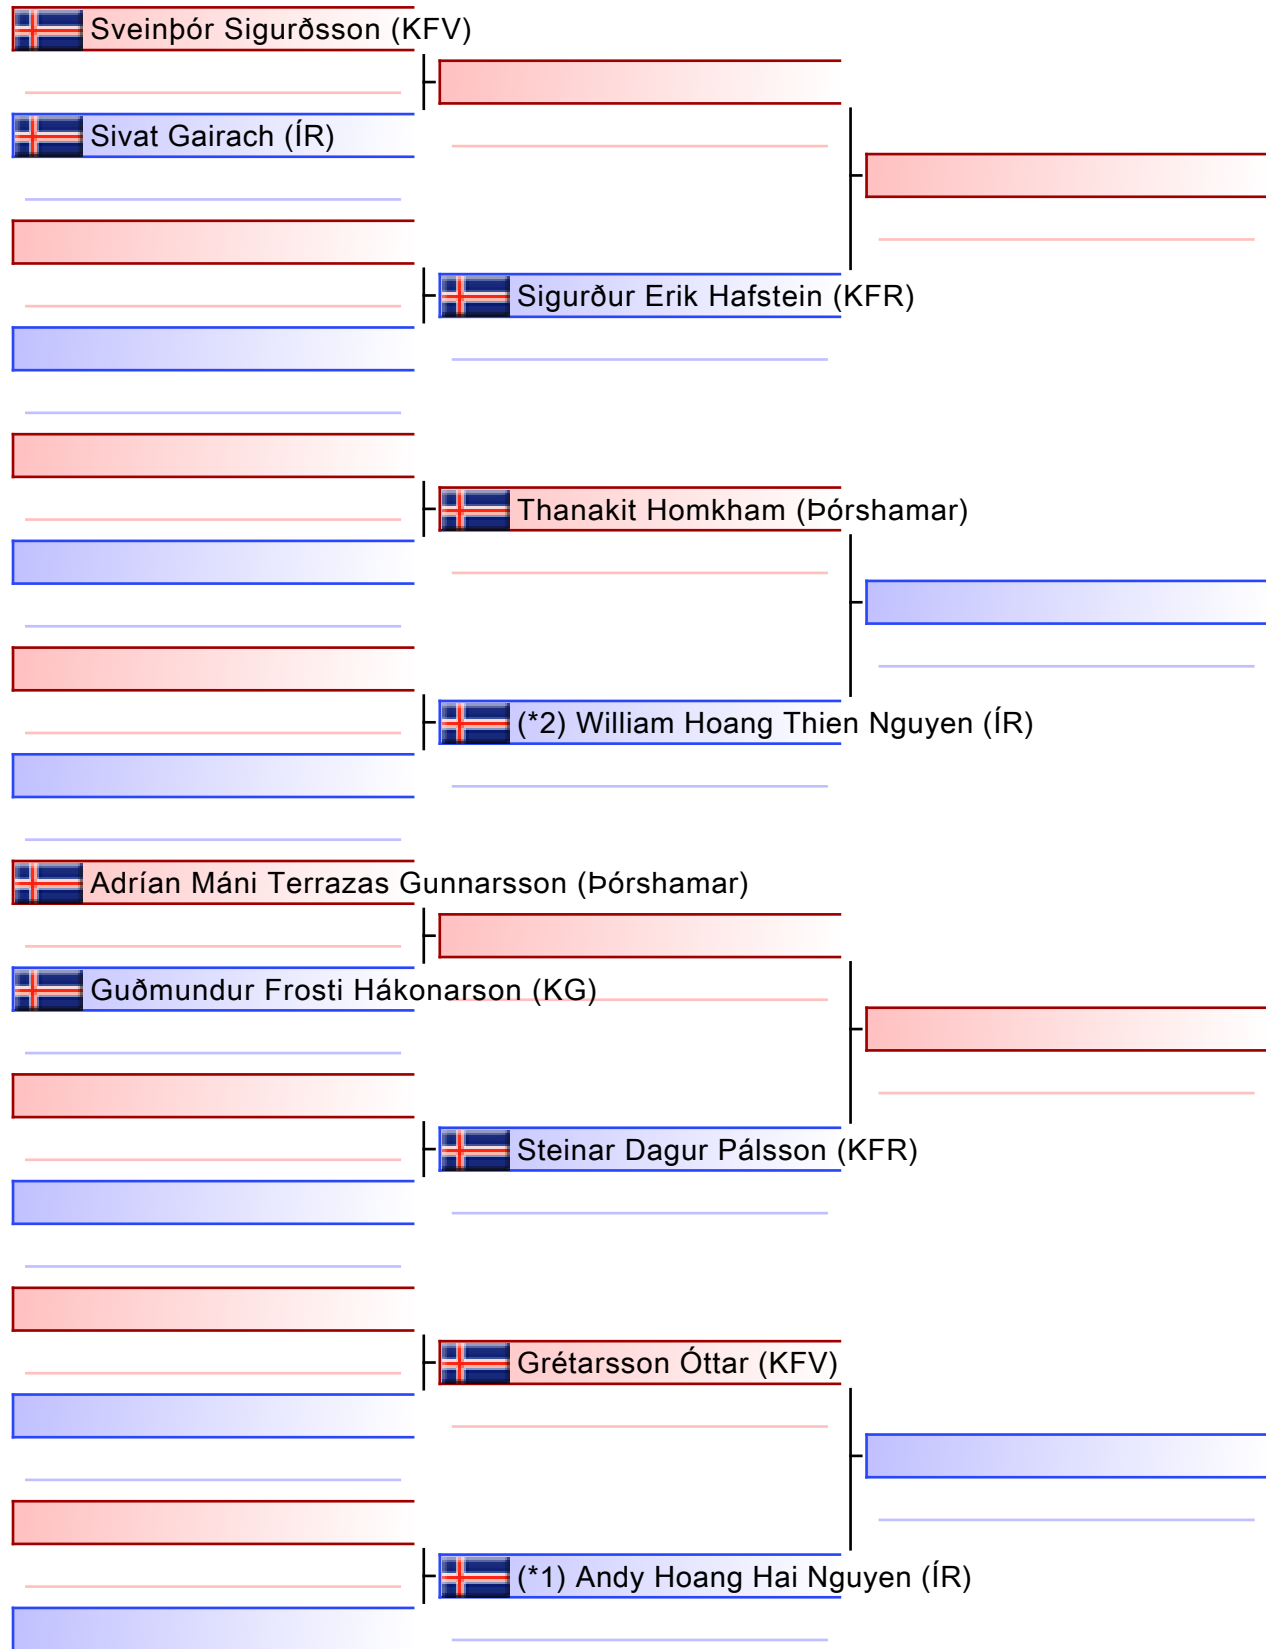 Sveinþór Sigurðsson (KFV)
Sivat Gairach (ÍR)
Sigurður Erik Hafstein (KFR)
Thanakit Homkham (Þórshamar)
(*2) William Hoang Thien Nguyen (ÍR)
Adrían Máni Terrazas Gunnarsson (Þórshamar)
Guðmundur Frosti Hákonarson (KG)
Steinar Dagur Pálsson (KFR)
Grétarsson Óttar (KFV)
(*1) Andy Hoang Hai Nguyen (ÍR)